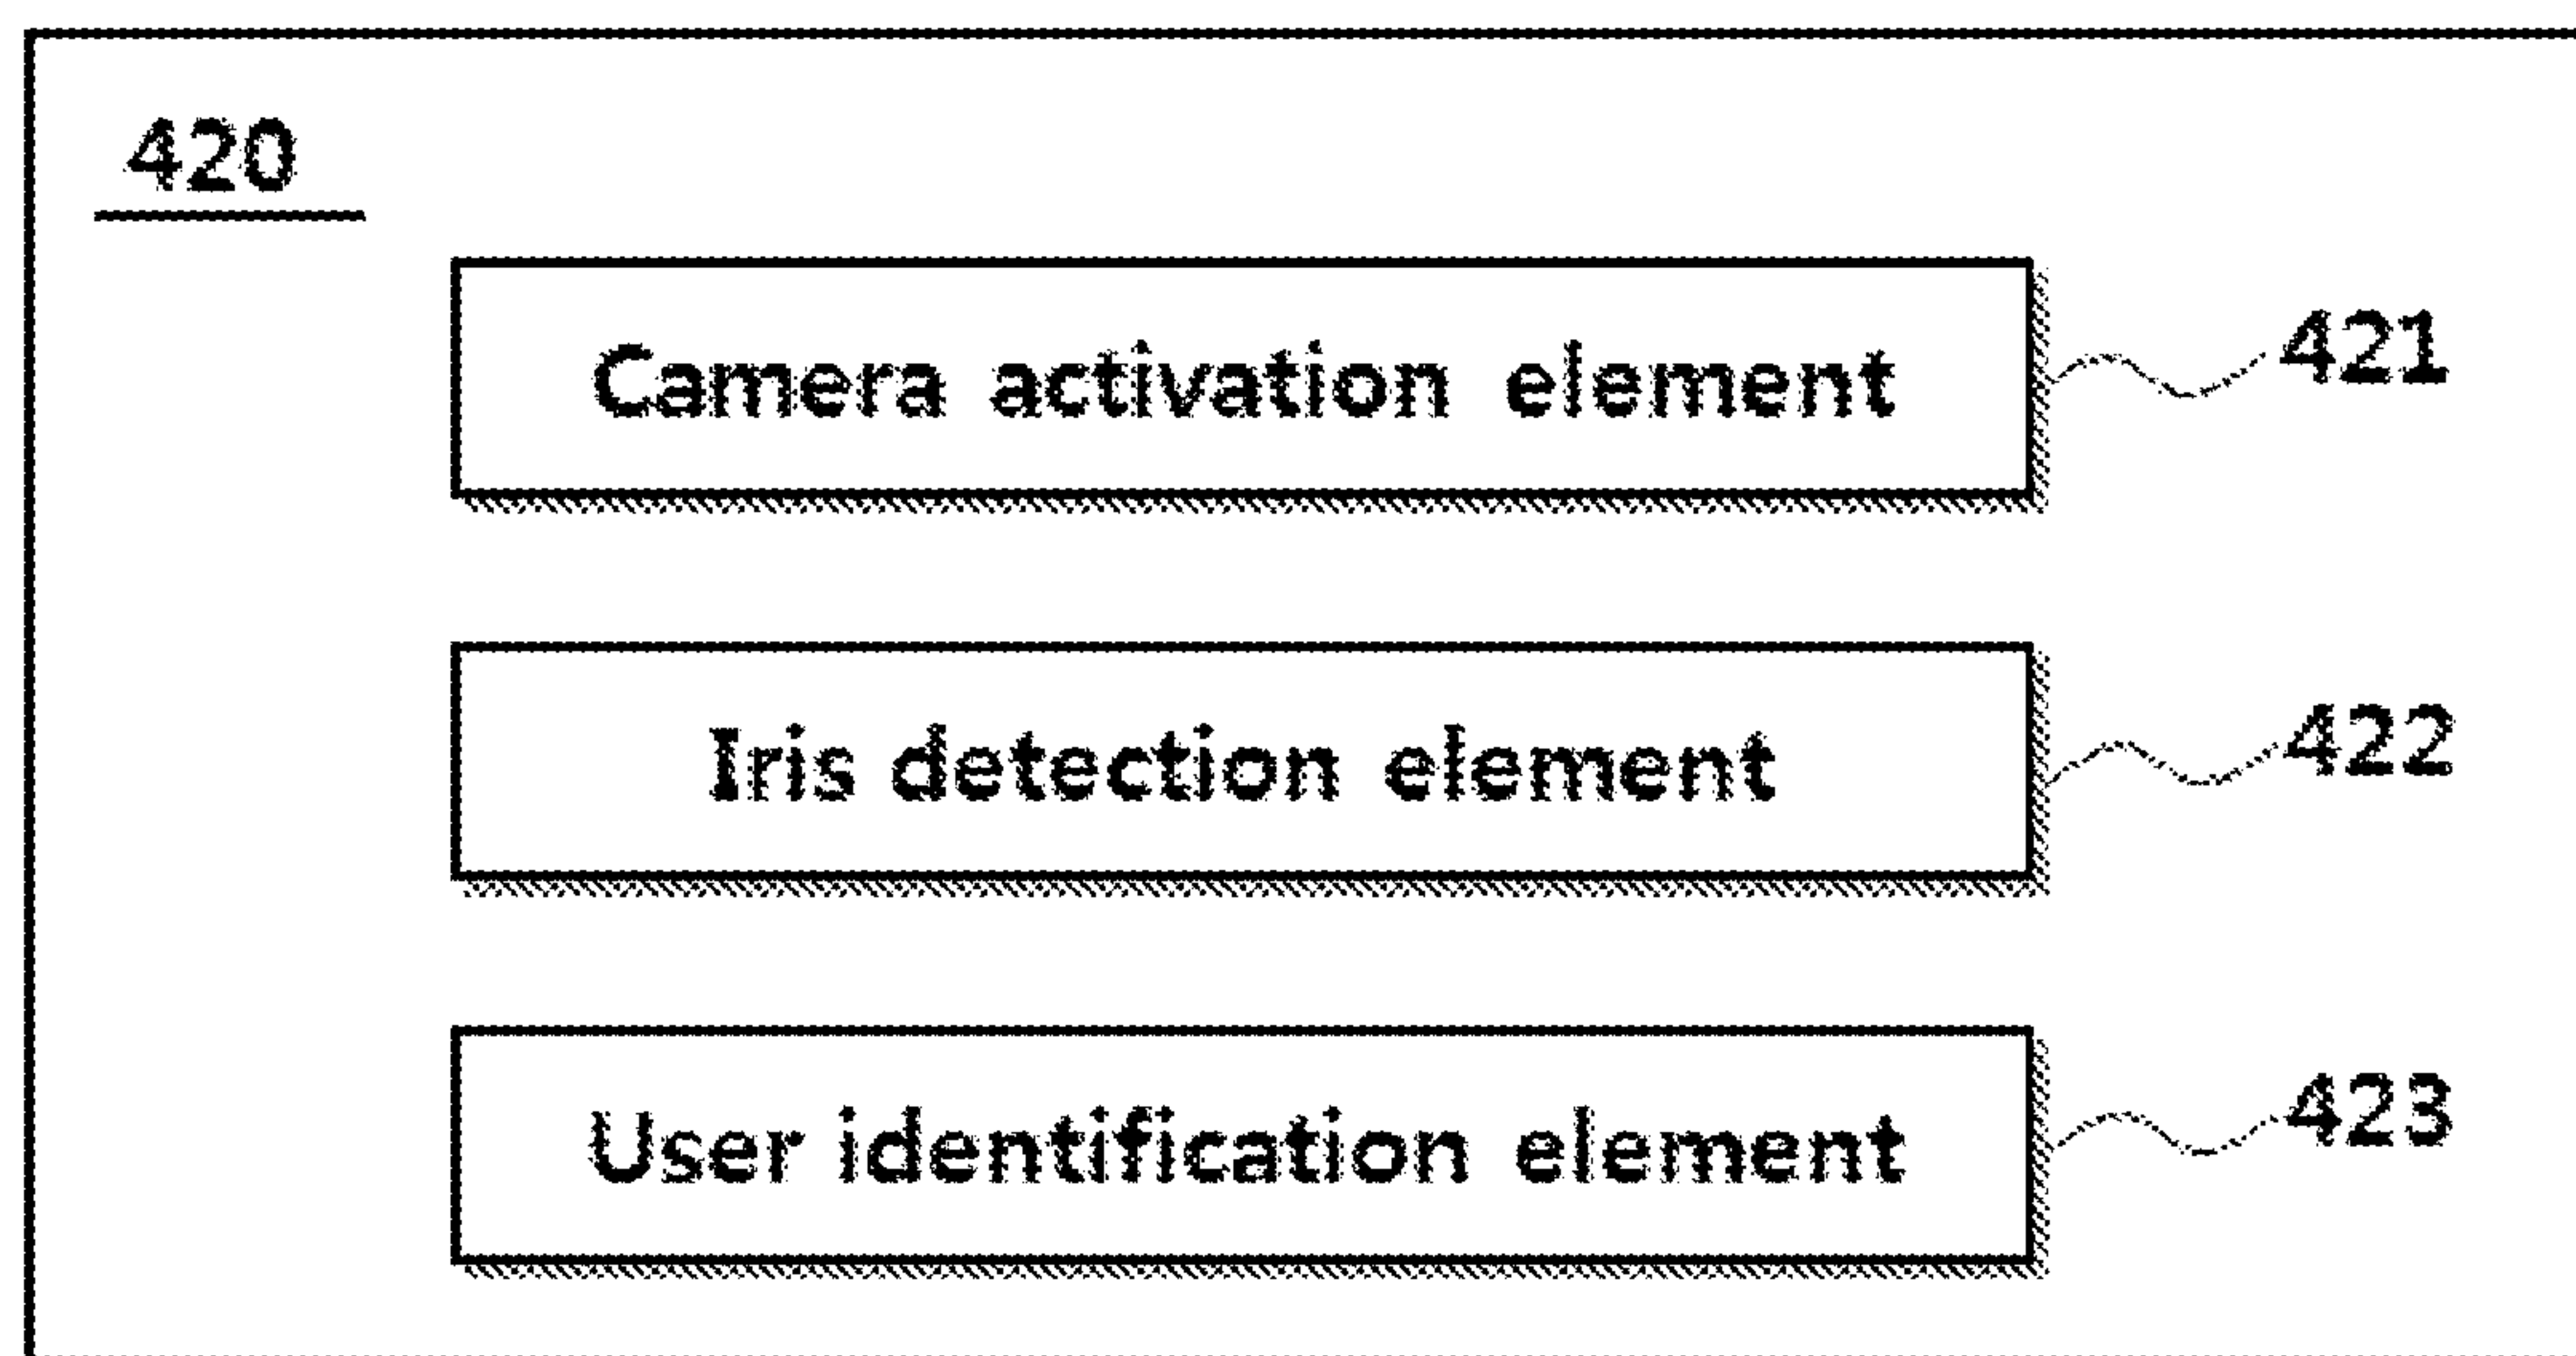 420
Camera activation element
421
Iris detection element
422
User identification element
423